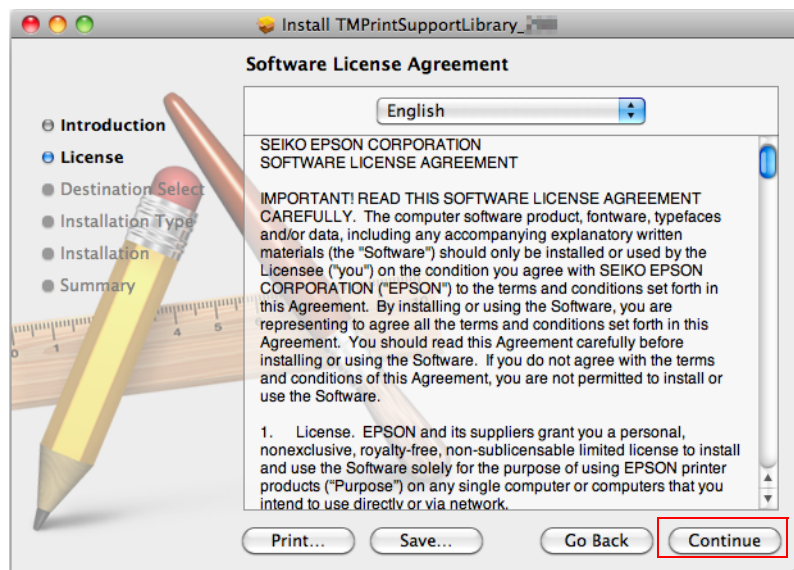 Install TMPrintSupportLibrary_
Software License Agreement
Introduction
License
Destination Select
Installation Type
Installation
Summary
English
SEIKO EPSON CORPORATION
SOFTWARE LICENSE AGREEMENT
IMPORTANT! READ THIS SOFTWARE LICENSE AGREEMENT
CAREFULLY. The computer software product, fontware, typefaces
and/or data, including any accompanying explanatory written
materials (the "Software") should only be installed or used by the
Licensee ("you") on the condition you agree with SEIKO EPSON
CORPORATION ("EPSON") to the terms and conditions set forth in
this Agreement. By installing or using the Software, you are
representing to agree all the terms and conditions set forth in this
Agreement. You should read this Agreement carefully before
installing or using the Software. If you do not agree with the terms
and conditions of this Agreement, you are not permitted to install or
use the Software.
1. License. EPSON and its suppliers grant you a personal,
nonexclusive, royalty-free, non-sublicensable limited license to install
and use the Software solely for the purpose of using EPSON printer
products (“Purpose”) on any single computer or computers that you
intend to use directly or via network.
0 1 4 5
Print...
Save...
Go Back
Continue